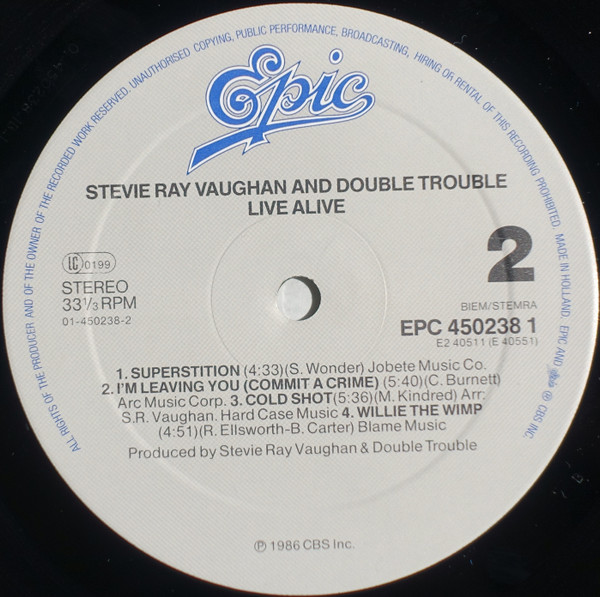 ALL RIGHTS OF THE PRODUCER AND OF THE OWNER OF THE RECORDED WORK RESERVED. UNAUTHORISED COPYING, PUBLIC PERFORMANCE, BROADCASTING, HIRING OR RENTAL OF THIS RECORDING PROHIBITED. MADE IN HOLLAND. EPIC AND Epic ℗ CBS INC.
Epic
STEVIE RAY VAUGHAN AND DOUBLE TROUBLE
LIVE ALIVE
2
LC 0199
STEREO
33 1/3 RPM
01-450238-2
BIEM/STEMRA
EPC 450238 1
E2 40511 (E 40551)
1. SUPERSTITION (4:33)(S. Wonder) Jobete Music Co.
2. I'M LEAVING YOU (COMMIT A CRIME) (5:40)(C. Burnett)
Arc Music Corp. 3. COLD SHOT(5:36)(M. Kindred) Arr:
S.R. Vaughan. Hard Case Music 4. WILLIE THE WIMP
(4:51)(R. Ellsworth-B. Carter) Blame Music
Produced by Stevie Ray Vaughan & Double Trouble
℗ 1986 CBS Inc.